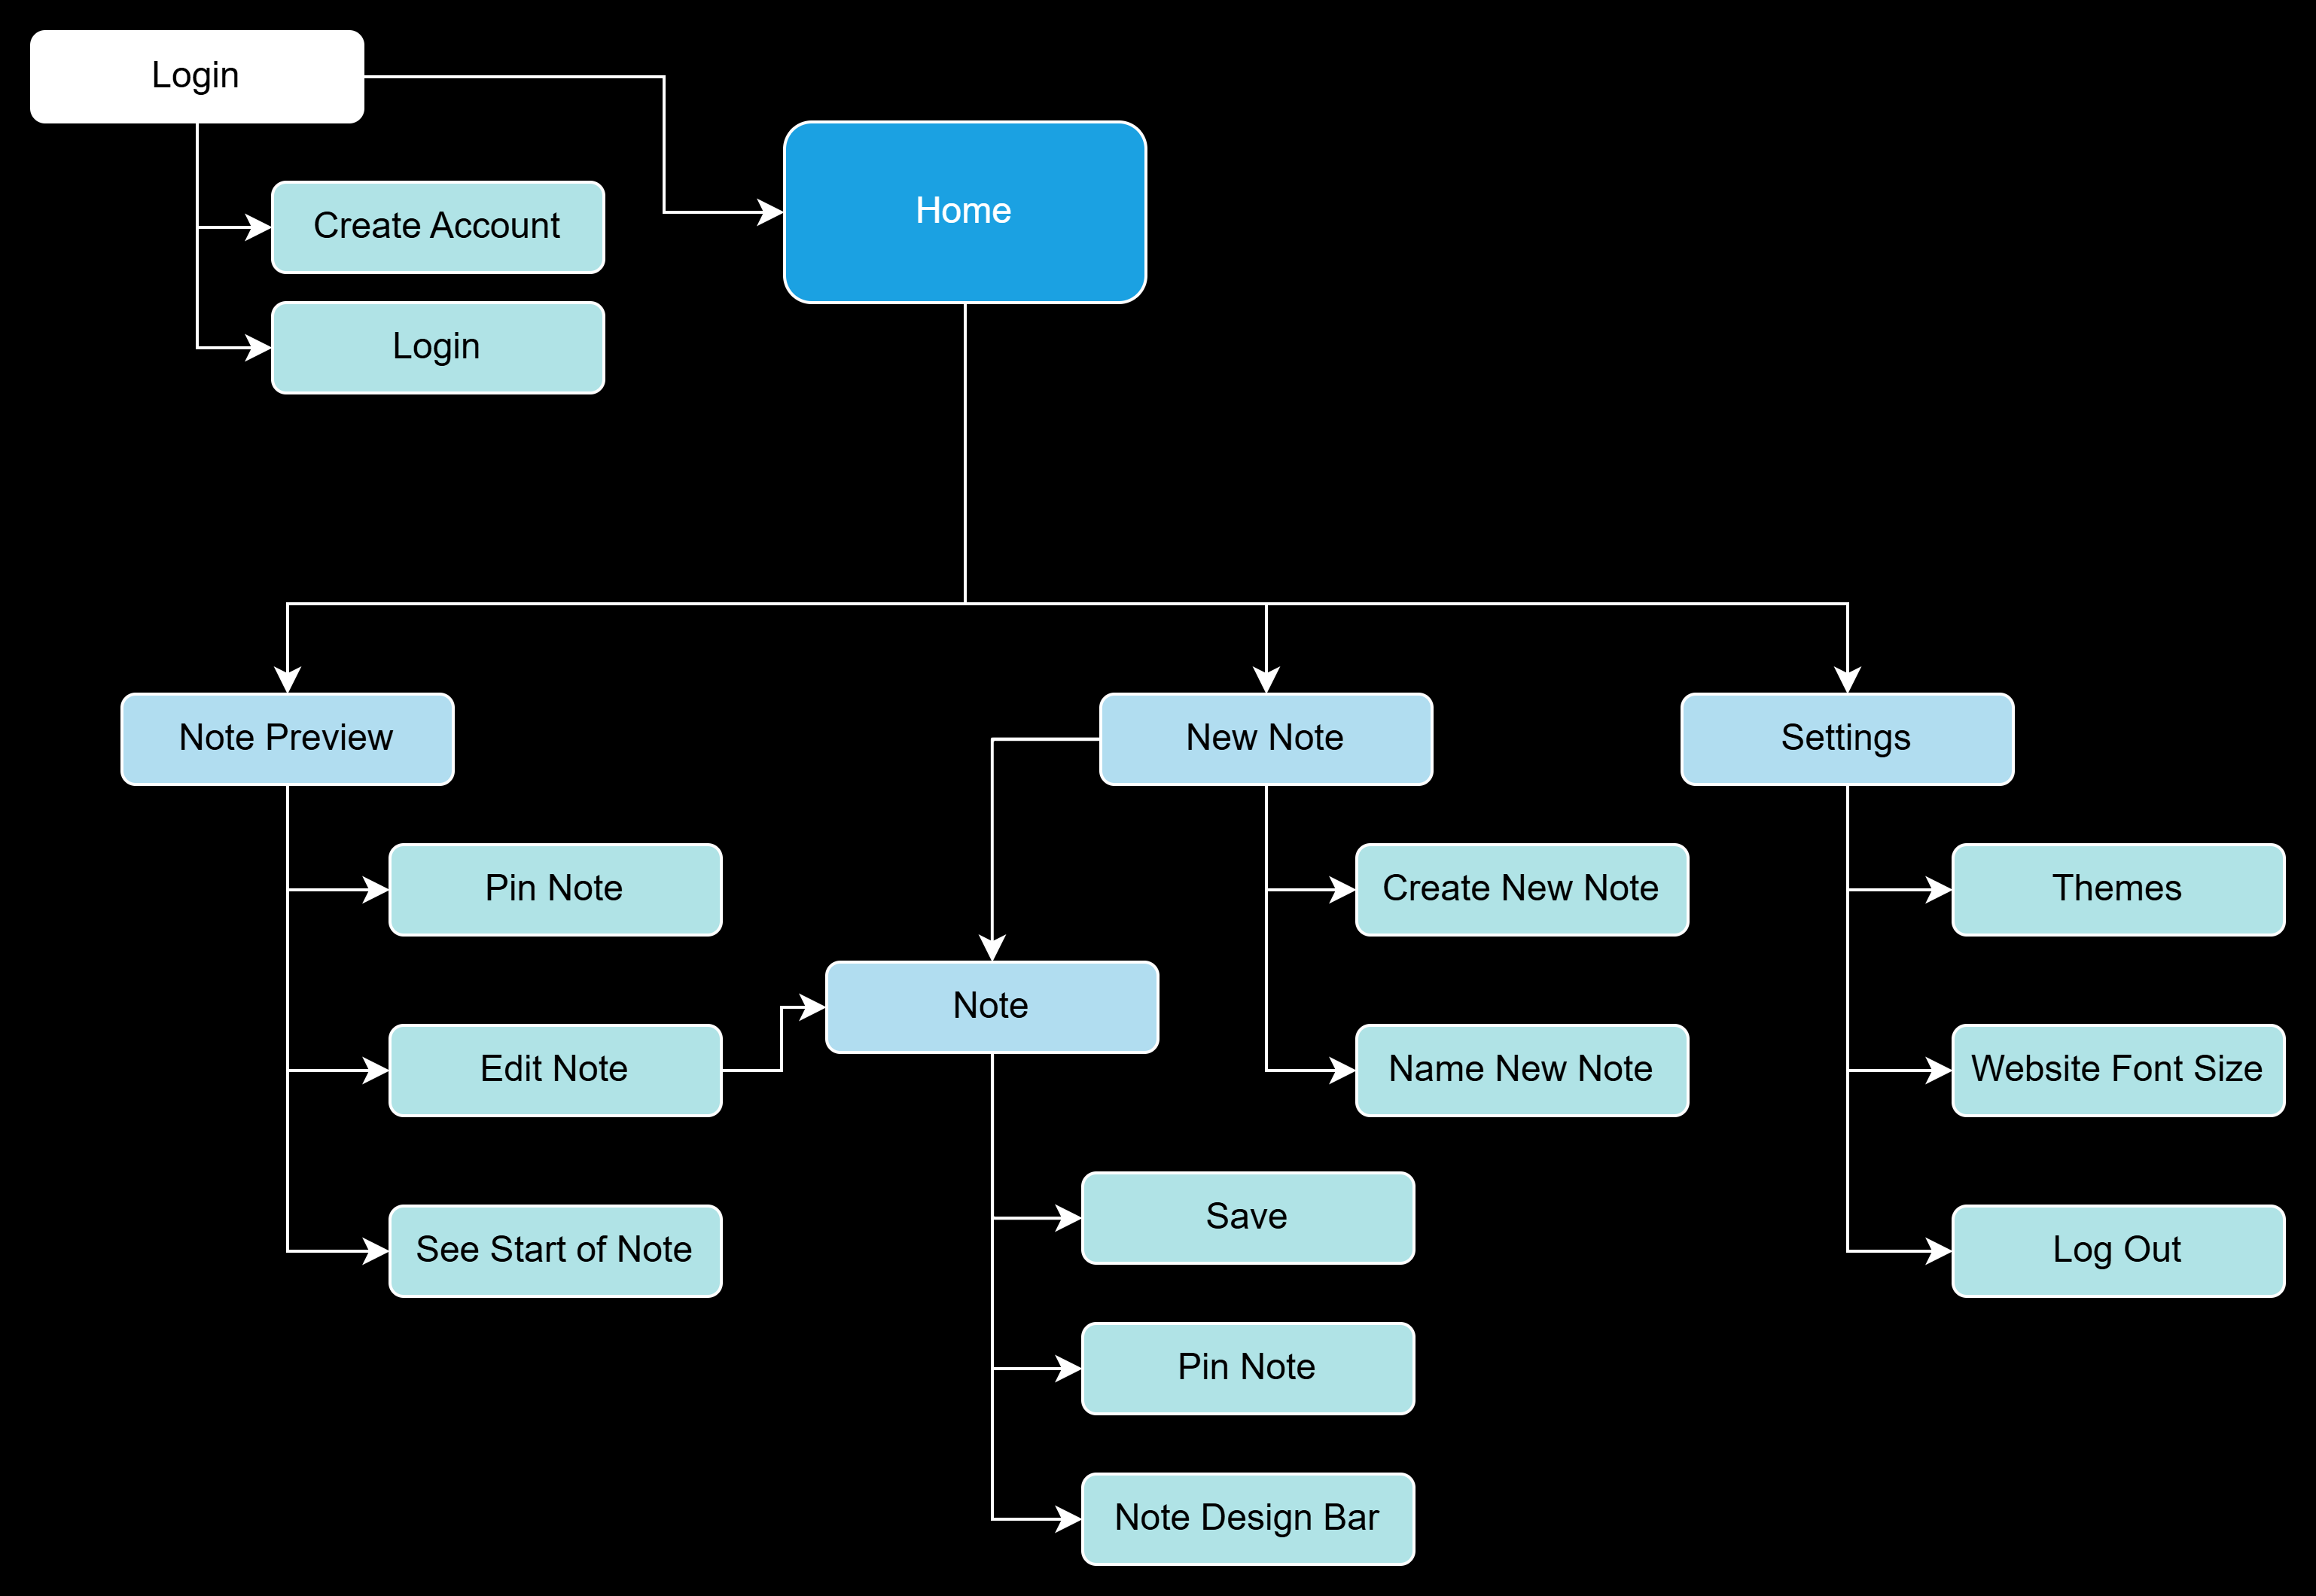 Login
Create Account
Login
Home
Note Preview
Pin Note
Edit Note
See Start of Note
New Note
Create New Note
Name New Note
Note
Save
Pin Note
Note Design Bar
Settings
Themes
Website Font Size
Log Out